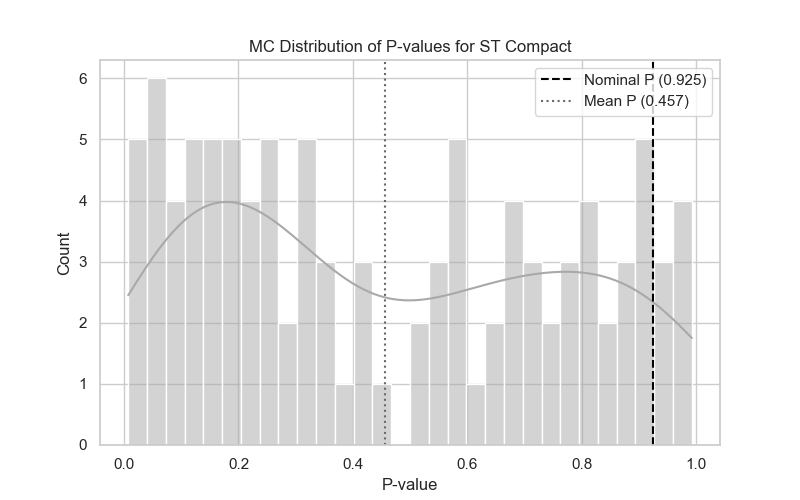 MC Distribution of P-values for ST Compact
Nominal P (0.925)
Mean P (0.457)
Count
6
5
4
3
2
1
0
0.0 0.2 0.4 0.6 0.8 1.0
P-value